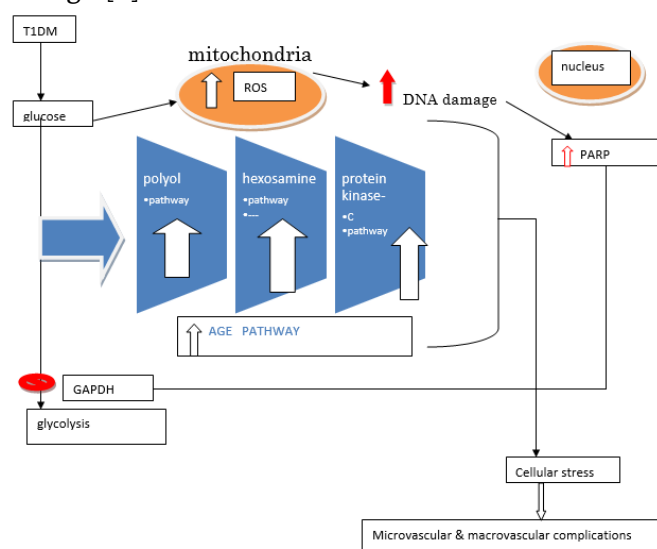 T1DM
mitochondria
nucleus
ROS
glucose
DNA damage
PARP
polyol
•pathway
hexosamine
•pathway
•---
protein
kinase-
•C
•pathway
AGE PATHWAY
GAPDH
glycolysis
Cellular stress
Microvascular & macrovascular complications